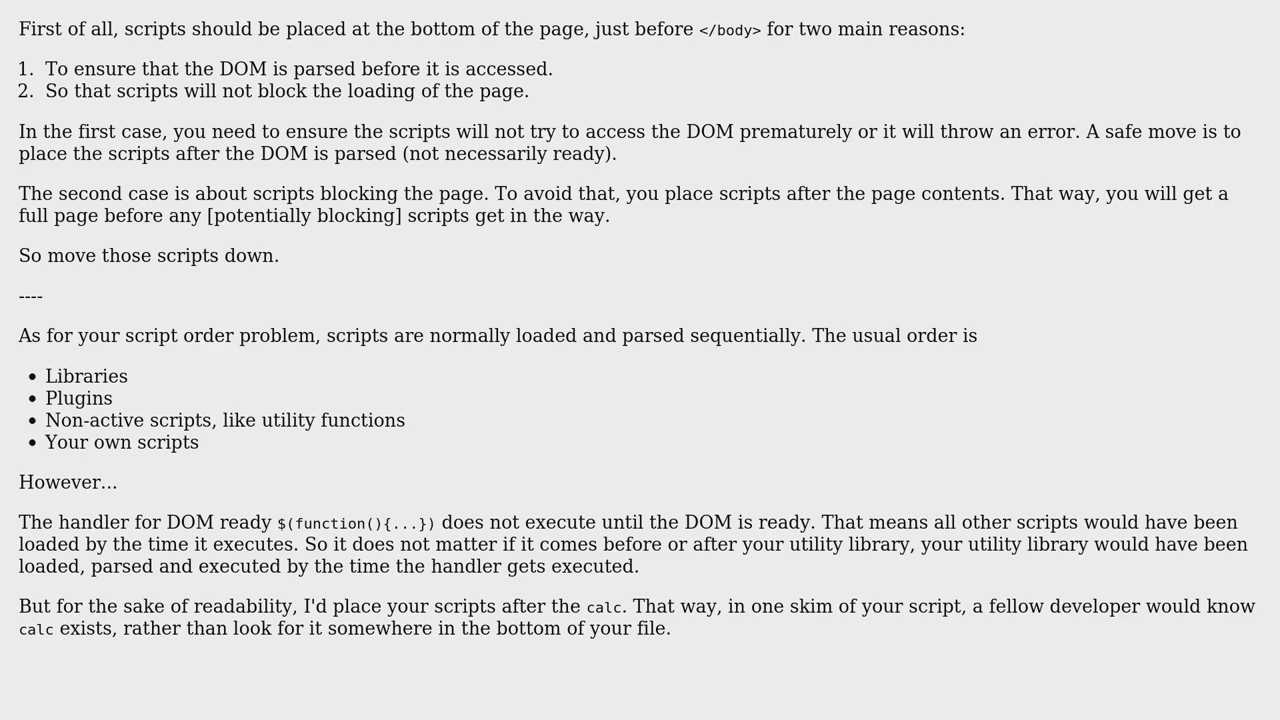 First of all, scripts should be placed at the bottom of the page, just before </body> for two main reasons:
1. To ensure that the DOM is parsed before it is accessed.
2. So that scripts will not block the loading of the page.
In the first case, you need to ensure the scripts will not try to access the DOM prematurely or it will throw an error. A safe move is to
place the scripts after the DOM is parsed (not necessarily ready).
The second case is about scripts blocking the page. To avoid that, you place scripts after the page contents. That way, you will get a
full page before any [potentially blocking] scripts get in the way.
So move those scripts down.
----
As for your script order problem, scripts are normally loaded and parsed sequentially. The usual order is
• Libraries
• Plugins
• Non-active scripts, like utility functions
• Your own scripts
However...
The handler for DOM ready $(function(){...}) does not execute until the DOM is ready. That means all other scripts would have been
loaded by the time it executes. So it does not matter if it comes before or after your utility library, your utility library would have been
loaded, parsed and executed by the time the handler gets executed.
But for the sake of readability, I'd place your scripts after the calc. That way, in one skim of your script, a fellow developer would know
calc exists, rather than look for it somewhere in the bottom of your file.